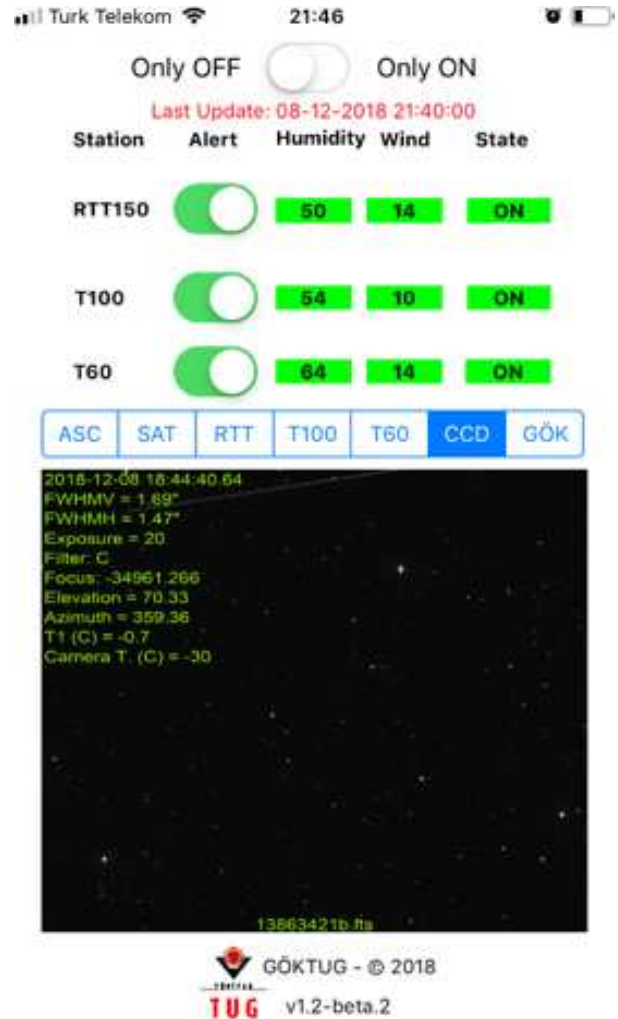 Turk Telekom 21:46
Only OFF Only ON
Last Update: 08-12-2018 21:40:00
Station Alert Humidity Wind State
RTT150 50 14 ON
T100 54 10 ON
T60 64 14 ON
ASC SAT RTT T100 T60 CCD GÖK
2018-12-08 18:44:40.64
FWHMV = 1.69"
FWHMH = 1.47"
Exposure = 20
Filter: C
Focus: -34961.266
Elevation = 70.33
Azimuth = 359.36
T1 (C) = -0.7
Camera T. (C) = -30
13863421b.fts
GÖKTUG - © 2018
TUG v1.2-beta.2